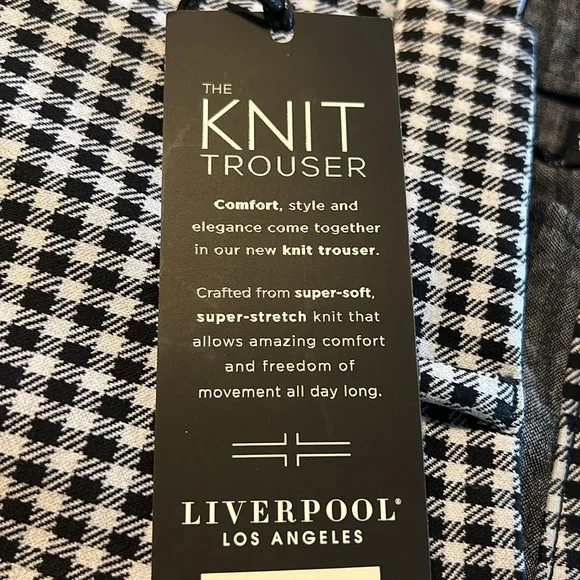 THE
KNIT
TROUSER
Comfort, style and
elegance come together
in our new knit trouser.
Crafted from super-soft,
super-stretch knit that
allows amazing comfort
and freedom of
movement all day long.
LIVERPOOL®
LOS ANGELES